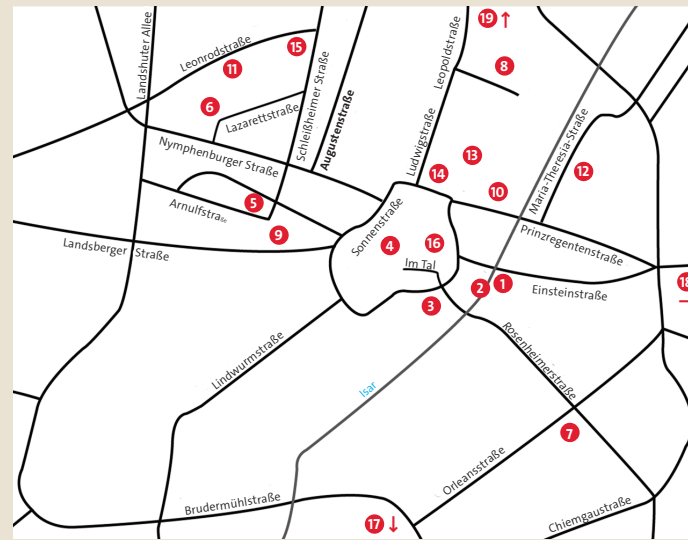 19 ↑
Landshuter Allee
Leonrodstraße
15
11
8
6
Leopoldstraße
Lazarettstraße
Schleißheimer Straße
Augustenstraße
Ludwigstraße
Maria-Theresia-Straße
Nymphenburger Straße
13
14
12
10
Arnulfstraße
5
Sonnenstraße
9
4
16
Prinzregentenstraße
Landsberger Straße
Im Tal
2
1
Einsteinstraße
18
3
Rosenheimerstraße
Lindwurmstraße
Isar
7
Orleansstraße
Brudermühlstraße
17 ↓
Chiemgaustraße